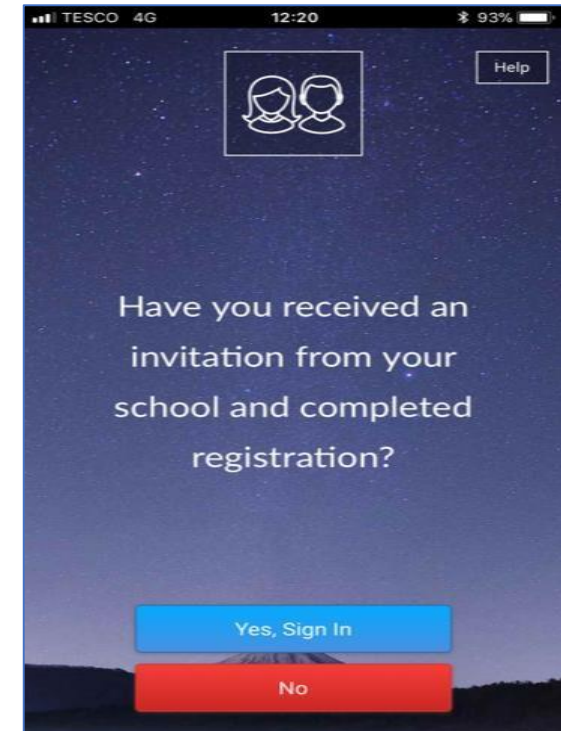 TESCO 4G 12:20 93%
Help
Have you received an
invitation from your
school and completed
registration?
Yes, Sign In
No